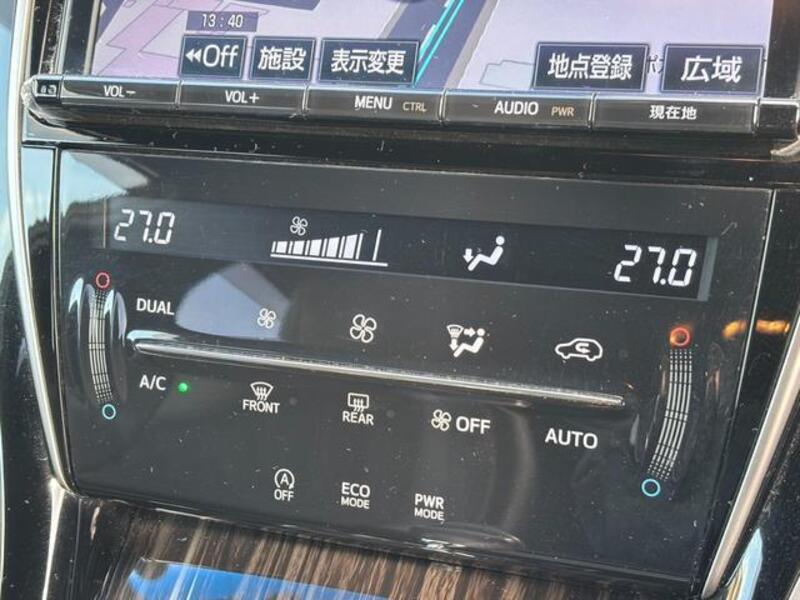 13:40
◀◀Off 施設 表示変更 地点登録 広域
VOL− VOL+ MENU CTRL AUDIO PWR 現在地
27.0 27.0
DUAL
A/C FRONT REAR OFF AUTO
A OFF ECO MODE PWR MODE